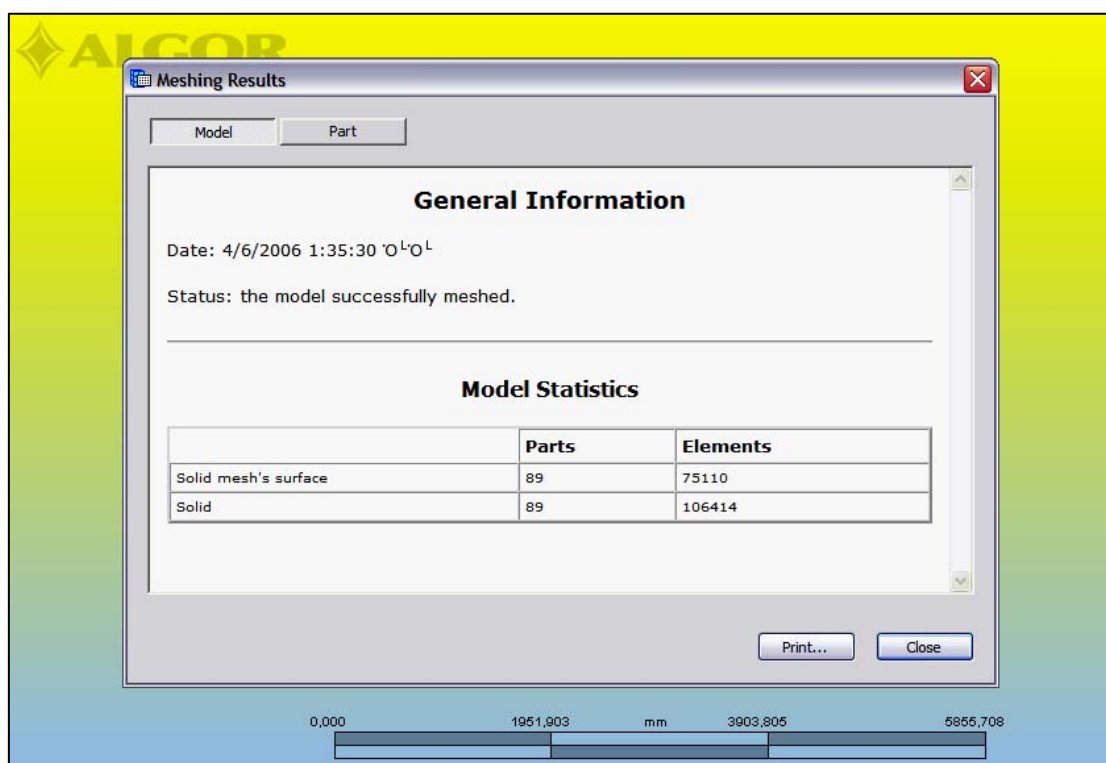 ALGOR
Meshing Results
Model Part
General Information
Date: 4/6/2006 1:35:30
Status: the model successfully meshed.
Model Statistics
Parts Elements
Solid mesh's surface 89 75110
Solid 89 106414
Print... Close
0,000 1951,903 mm 3903,805 5855,708